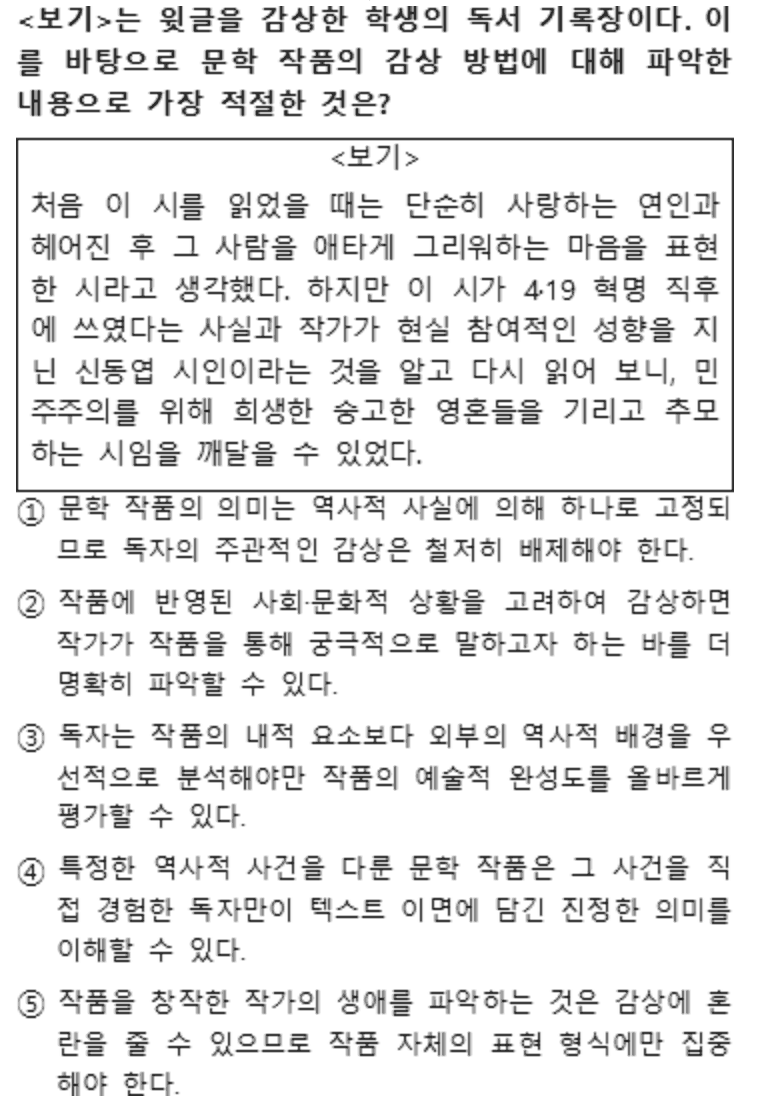 <보기>는 윗글을 감상한 학생의 독서 기록장이다. 이
를 바탕으로 문학 작품의 감상 방법에 대해 파악한
내용으로 가장 적절한 것은?
<보기>
처음 이 시를 읽었을 때는 단순히 사랑하는 연인과
헤어진 후 그 사람을 애타게 그리워하는 마음을 표현
한 시라고 생각했다. 하지만 이 시가 4·19 혁명 직후
에 쓰였다는 사실과 작가가 현실 참여적인 성향을 지
닌 신동엽 시인이라는 것을 알고 다시 읽어 보니, 민
주주의를 위해 희생한 숭고한 영혼들을 기리고 추모
하는 시임을 깨달을 수 있었다.
① 문학 작품의 의미는 역사적 사실에 의해 하나로 고정되
므로 독자의 주관적인 감상은 철저히 배제해야 한다.
② 작품에 반영된 사회·문화적 상황을 고려하여 감상하면
작가가 작품을 통해 궁극적으로 말하고자 하는 바를 더
명확히 파악할 수 있다.
③ 독자는 작품의 내적 요소보다 외부의 역사적 배경을 우
선적으로 분석해야만 작품의 예술적 완성도를 올바르게
평가할 수 있다.
④ 특정한 역사적 사건을 다룬 문학 작품은 그 사건을 직
접 경험한 독자만이 텍스트 이면에 담긴 진정한 의미를
이해할 수 있다.
⑤ 작품을 창작한 작가의 생애를 파악하는 것은 감상에 혼
란을 줄 수 있으므로 작품 자체의 표현 형식에만 집중
해야 한다.